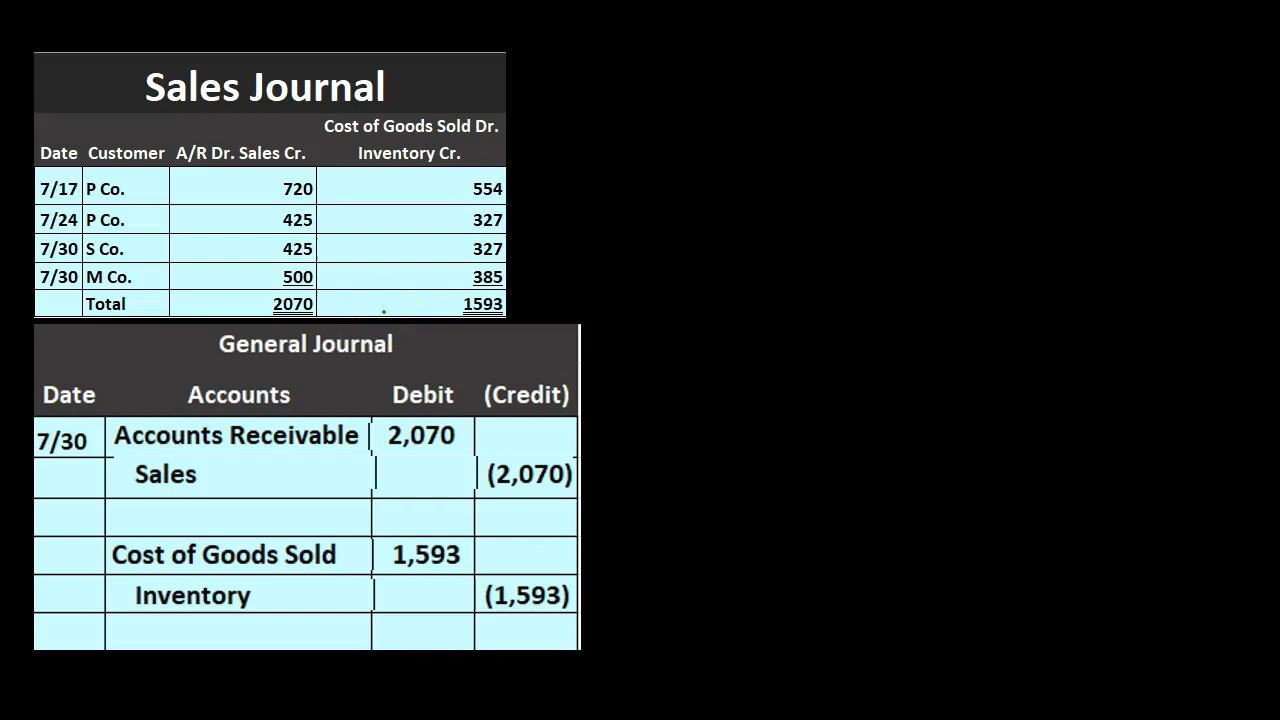 Sales Journal
Cost of Goods Sold Dr.
Date Customer A/R Dr. Sales Cr. Inventory Cr.
7/17 P Co. 720 554
7/24 P Co. 425 327
7/30 S Co. 425 327
7/30 M Co. 500 385
Total 2070 1593
General Journal
Date Accounts Debit (Credit)
7/30 Accounts Receivable 2,070
Sales (2,070)
Cost of Goods Sold 1,593
Inventory (1,593)